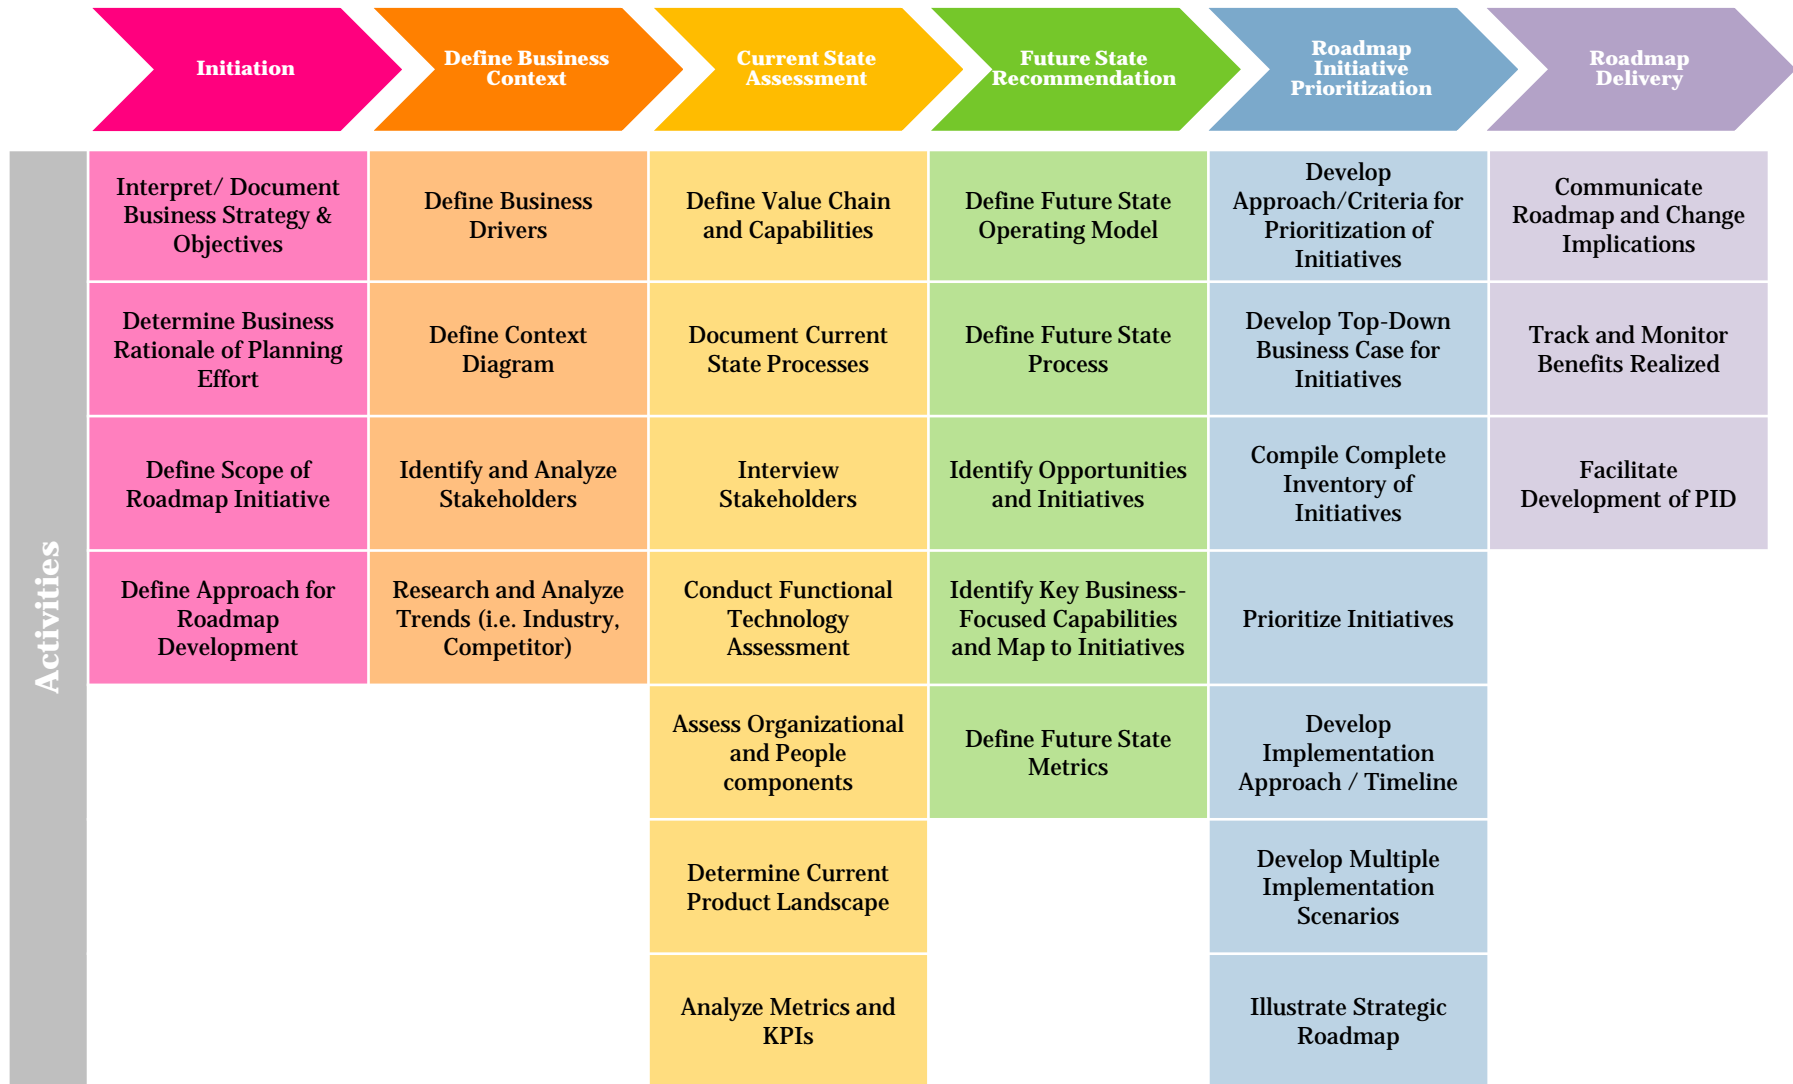 Initiation
Define Business
Context
Current State
Assessment
Future State
Recommendation
Roadmap
Initiative
Prioritization
Roadmap
Delivery
Activities
Interpret/ Document
Business Strategy &
Objectives
Define Business
Drivers
Define Value Chain
and Capabilities
Define Future State
Operating Model
Develop
Approach/Criteria for
Prioritization of
Initiatives
Communicate
Roadmap and Change
Implications
Determine Business
Rationale of Planning
Effort
Define Context
Diagram
Document Current
State Processes
Define Future State
Process
Develop Top-Down
Business Case for
Initiatives
Track and Monitor
Benefits Realized
Define Scope of
Roadmap Initiative
Identify and Analyze
Stakeholders
Interview
Stakeholders
Identify Opportunities
and Initiatives
Compile Complete
Inventory of
Initiatives
Facilitate
Development of PID
Define Approach for
Roadmap
Development
Research and Analyze
Trends (i.e. Industry,
Competitor)
Conduct Functional
Technology
Assessment
Identify Key Business-
Focused Capabilities
and Map to Initiatives
Prioritize Initiatives
Assess Organizational
and People
components
Define Future State
Metrics
Develop
Implementation
Approach / Timeline
Determine Current
Product Landscape
Develop Multiple
Implementation
Scenarios
Analyze Metrics and
KPIs
Illustrate Strategic
Roadmap